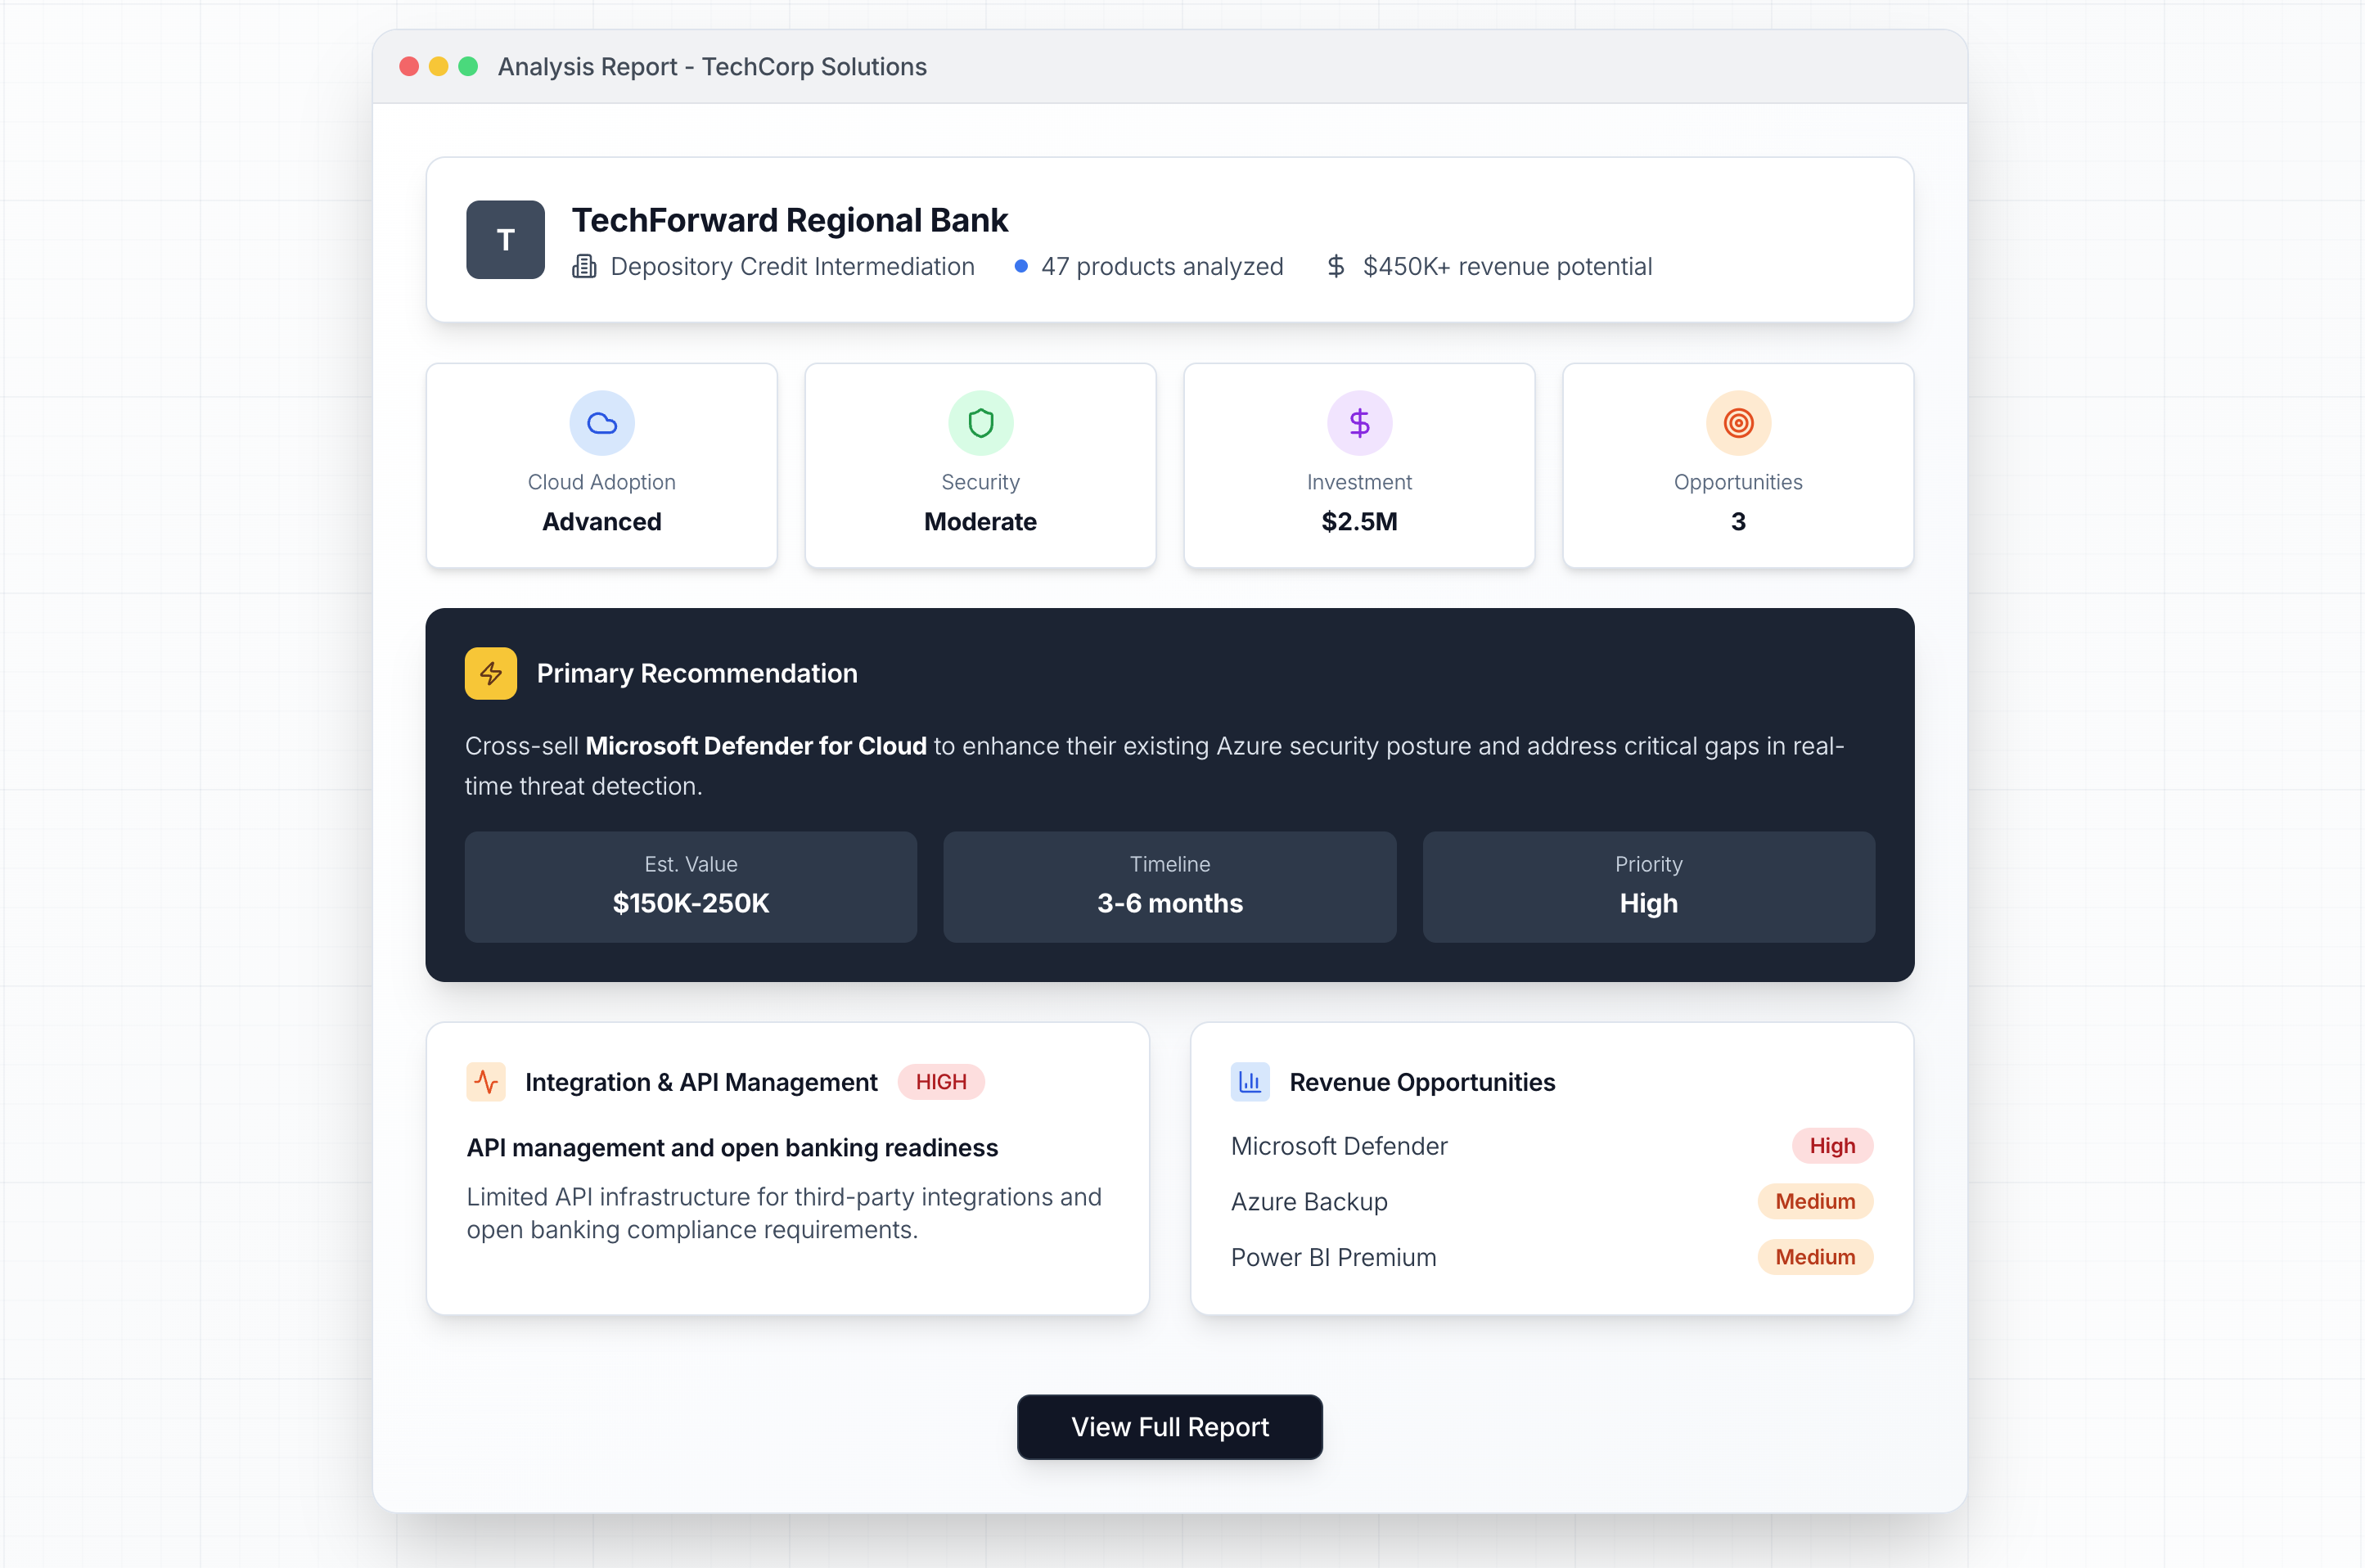 Analysis Report - TechCorp Solutions
T
TechForward Regional Bank
Depository Credit Intermediation
47 products analyzed
$450K+ revenue potential
Cloud Adoption
Advanced
Security
Moderate
Investment
$2.5M
Opportunities
3
Primary Recommendation
Cross-sell Microsoft Defender for Cloud to enhance their existing Azure security posture and address critical gaps in real-
time threat detection.
Est. Value
$150K-250K
Timeline
3-6 months
Priority
High
Integration & API Management HIGH
API management and open banking readiness
Limited API infrastructure for third-party integrations and
open banking compliance requirements.
Revenue Opportunities
Microsoft Defender High
Azure Backup Medium
Power BI Premium Medium
View Full Report